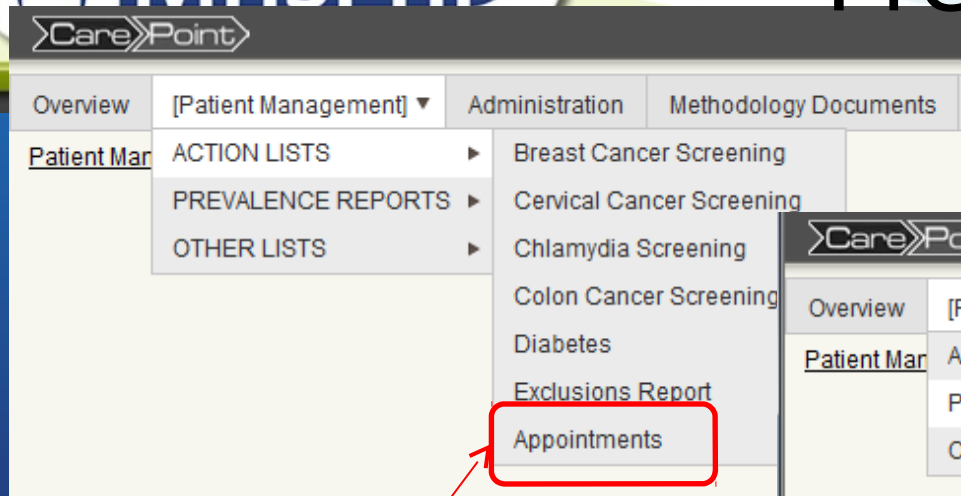 CarePoint
Overview [Patient Management] ▼ Administration Methodology Documents
Patient Man
ACTION LISTS ►
PREVALENCE REPORTS ►
OTHER LISTS ►
Breast Cancer Screening
Cervical Cancer Screening
Chlamydia Screening
Colon Cancer Screening
Diabetes
Exclusions Report
Appointments
CarePo
Overview [P
Patient Man
A
P
O